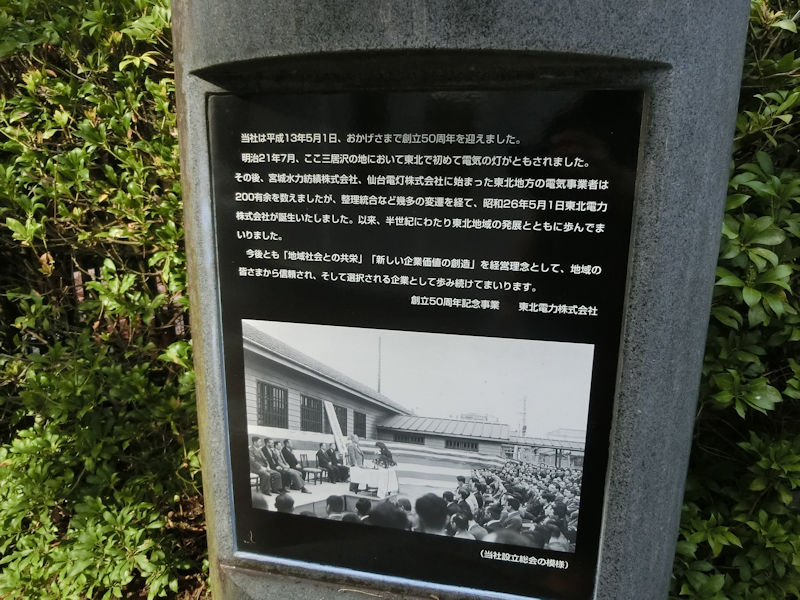 当社は平成13年5月1日、おかげさまで創立50周年を迎えました。
明治21年7月、ここ三居沢の地において東北で初めて電気の灯がともされました。
その後、宮城水力紡績株式会社、仙台電灯株式会社に始まった東北地方の電気事業者は
200有余を数えましたが、整理統合など幾多の変遷を経て、昭和26年5月1日東北電力
株式会社が誕生いたしました。以来、半世紀にわたり東北地域の発展とともに歩んでま
いりました。
今後とも「地域社会との共栄」「新しい企業価値の創造」を経営理念として、地域の
皆さまから信頼され、そして選択される企業として歩み続けてまいります。
創立50周年記念事業 東北電力株式会社
(当社設立総会の模様)